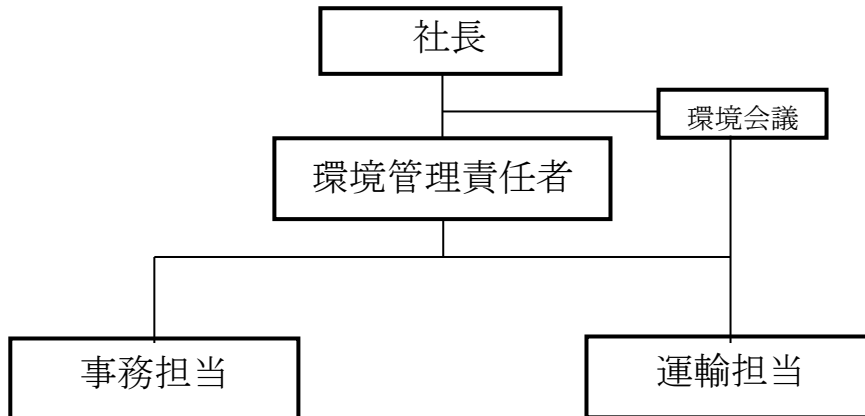 社長
環境会議
環境管理責任者
事務担当
運輸担当